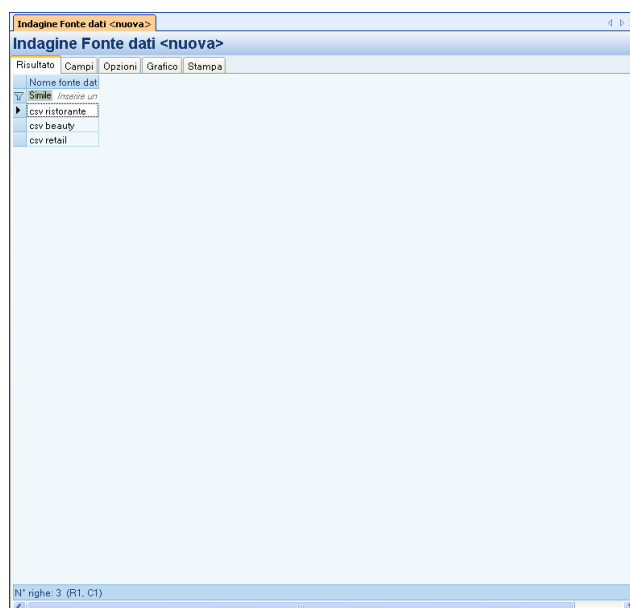 Indagine Fonte dati <nuova>
Indagine Fonte dati <nuova>
Risultato Campi Opzioni Grafico Stampa
Nome fonte dat
Simile Inserire un
csv ristorante
csv beauty
csv retail
N° righe: 3 (R1, C1)